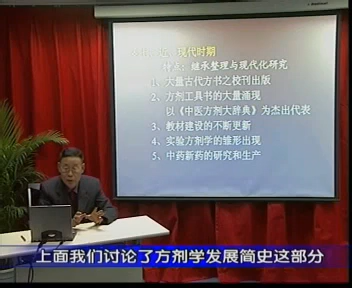 现代时期
特点：继承整理与现代化研究
1、大量古代方书之校刊出版
2、方剂工具书的大量涌现
以《中医方剂大辞典》为杰出代表
3、教材建设的不断更新
4、实验方剂学的雏形出现
5、中药新药的研究和生产
上面我们讨论了方剂学发展简史这部分